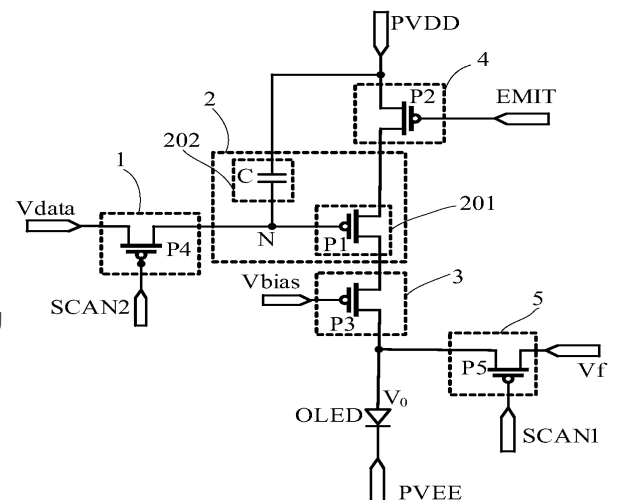 PVDD
4
P2
EMIT
2
202
1
C
201
Vdata
P4
N
P1
Vbias
3
SCAN2
P3
5
P5
Vf
V0
OLED
SCAN1
PVEE